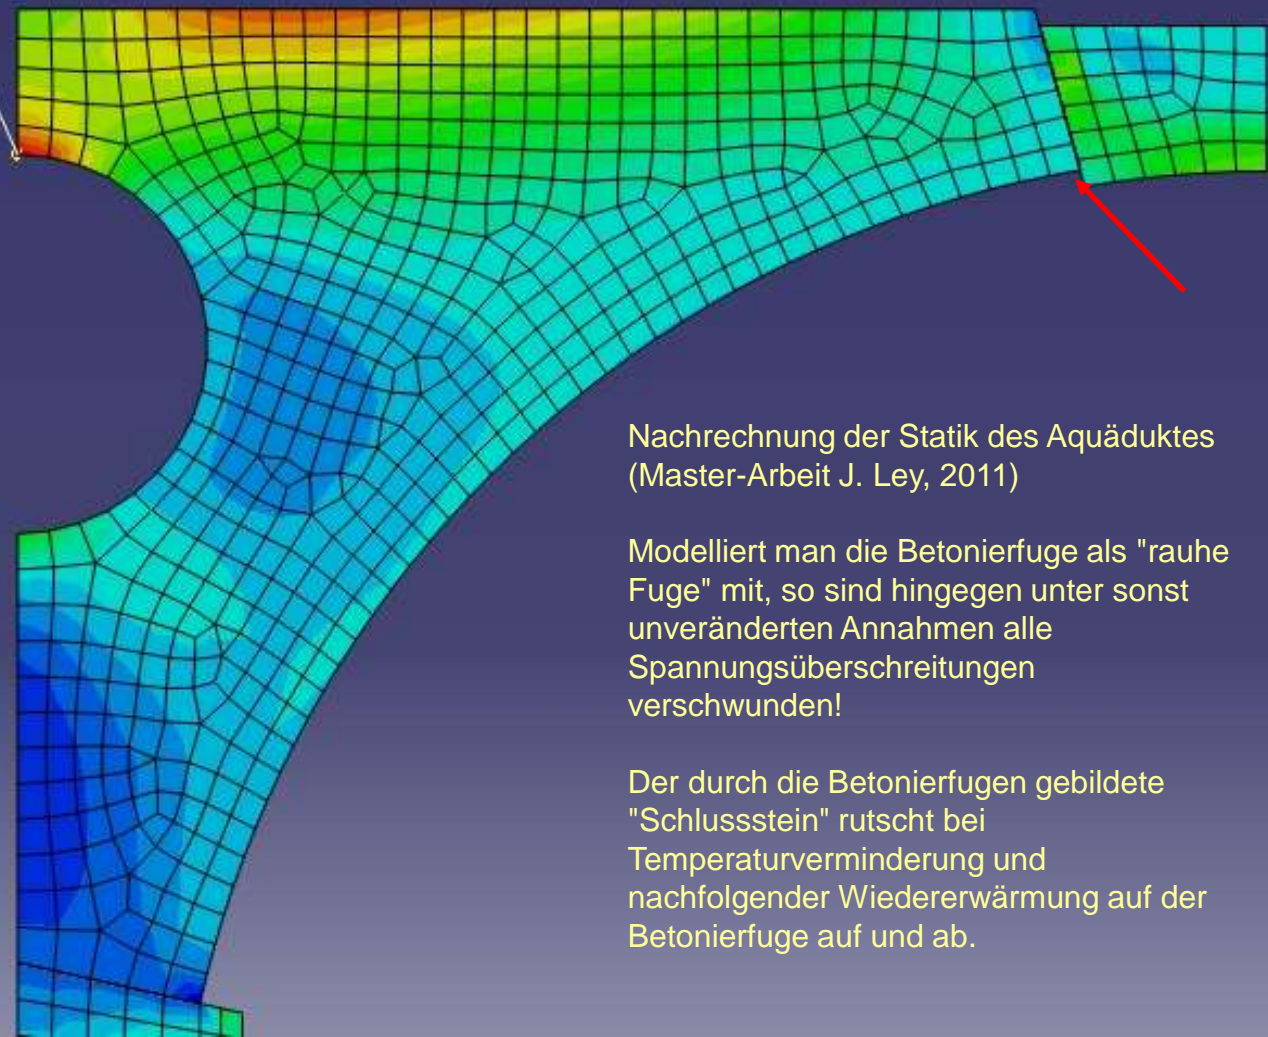 Nachrechnung der Statik des Aquäduktes
(Master-Arbeit J. Ley, 2011)
Modelliert man die Betonierfuge als "rauhe
Fuge" mit, so sind hingegen unter sonst
unveränderten Annahmen alle
Spannungsüberschreitungen
verschwunden!
Der durch die Betonierfugen gebildete
"Schlussstein" rutscht bei
Temperaturverminderung und
nachfolgender Wiedererwärmung auf der
Betonierfuge auf und ab.